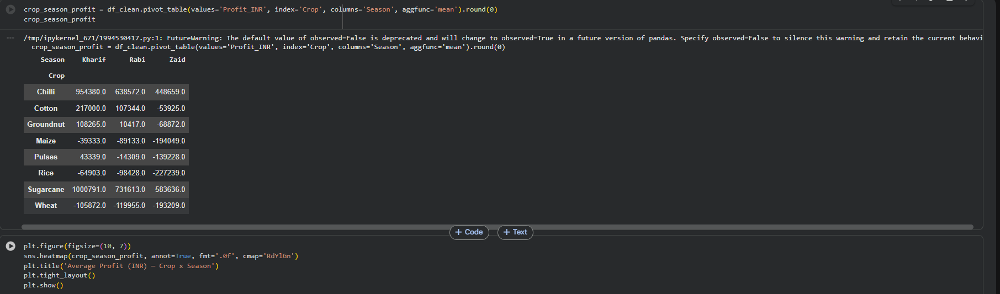 crop_season_profit = df_clean.pivot_table(values='Profit_INR', index='Crop', columns='Season', aggfunc='mean').round(0)
crop_season_profit
/tmp/ipykernel_671/1994530417.py:1: FutureWarning: The default value of observed=False is deprecated and will change to observed=True in a future version of pandas. Specify observed=False to silence this warning and retain the current behavi
crop_season_profit = df_clean.pivot_table(values='Profit_INR', index='Crop', columns='Season', aggfunc='mean').round(0)
Season Kharif Rabi Zaid
Crop
Chilli 954380.0 638572.0 448659.0
Cotton 217000.0 107344.0 -53925.0
Groundnut 108265.0 10417.0 -68872.0
Maize -39333.0 -89133.0 -194049.0
Pulses 43339.0 -14309.0 -139228.0
Rice -64903.0 -98428.0 -227239.0
Sugarcane 1000791.0 731613.0 583636.0
Wheat -105872.0 -119955.0 -193209.0
+ Code + Text
plt.figure(figsize=(10, 7))
sns.heatmap(crop_season_profit, annot=True, fmt='.0f', cmap='RdYlGn')
plt.title('Average Profit (INR) — Crop x Season')
plt.tight_layout()
plt.show()